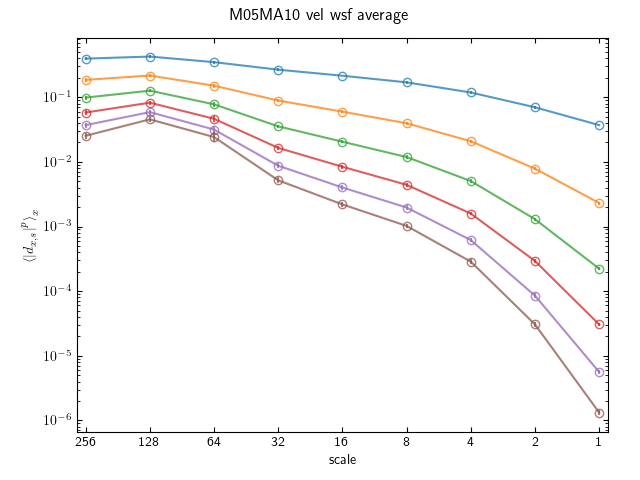 M05MA10 vel wsf average
⟨|d_{x,s}|^p⟩_x
10^{-1}
10^{-2}
10^{-3}
10^{-4}
10^{-5}
10^{-6}
256 128 64 32 16 8 4 2 1
scale